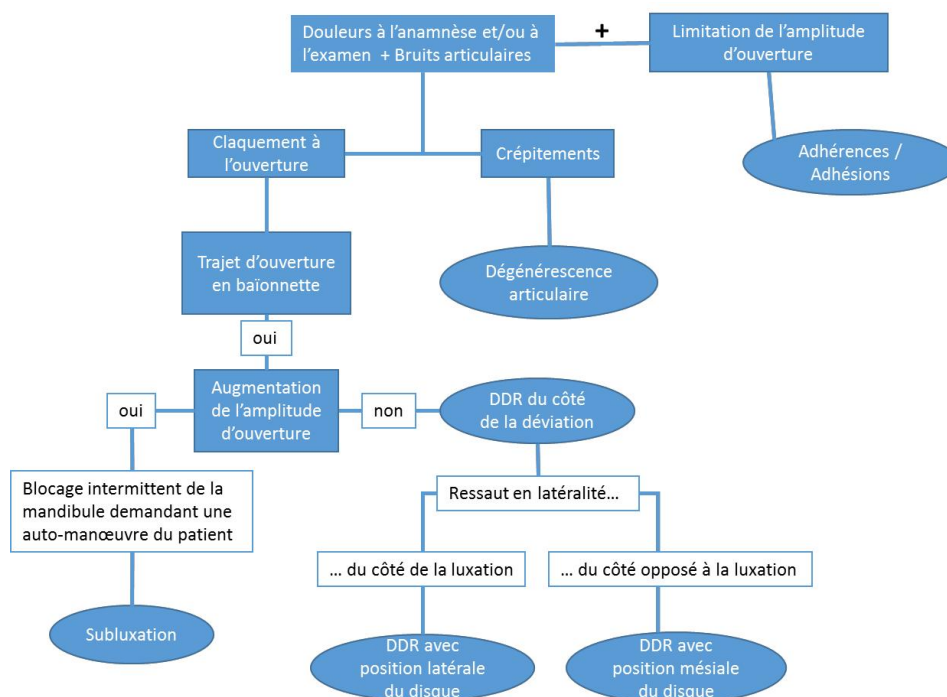 Douleurs à l'anamnèse et/ou à
l'examen + Bruits articulaires
+
Limitation de l'amplitude
d'ouverture
Claquement à
l'ouverture
Crépitements
Adhérences /
Adhésions
Trajet d'ouverture
en baïonnette
Dégénérescence
articulaire
oui
oui
Augmentation
de l'amplitude
d'ouverture
non
DDR du côté
de la déviation
Blocage intermittent de la
mandibule demandant une
auto-manœuvre du patient
Ressaut en latéralité...
... du côté de la luxation
... du côté opposé à la luxation
Subluxation
DDR avec
position latérale
du disque
DDR avec
position mésiale
du disque